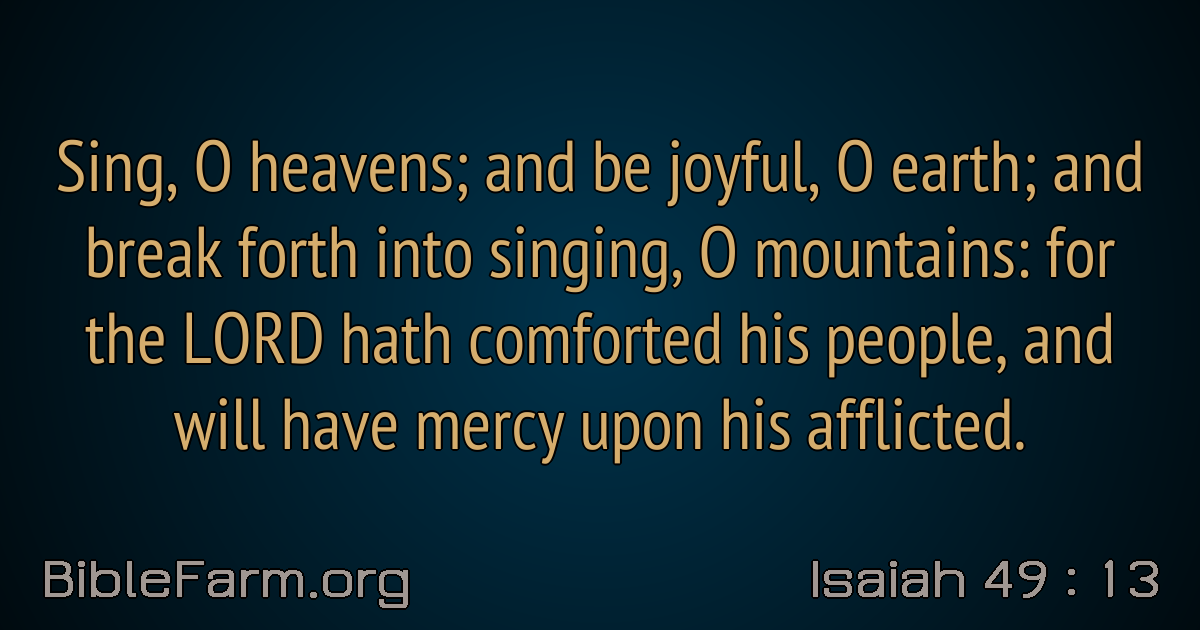 Sing, O heavens; and be joyful, O earth; and
break forth into singing, O mountains: for
the LORD hath comforted his people, and
will have mercy upon his afflicted.
BibleFarm.org
Isaiah 49 : 13